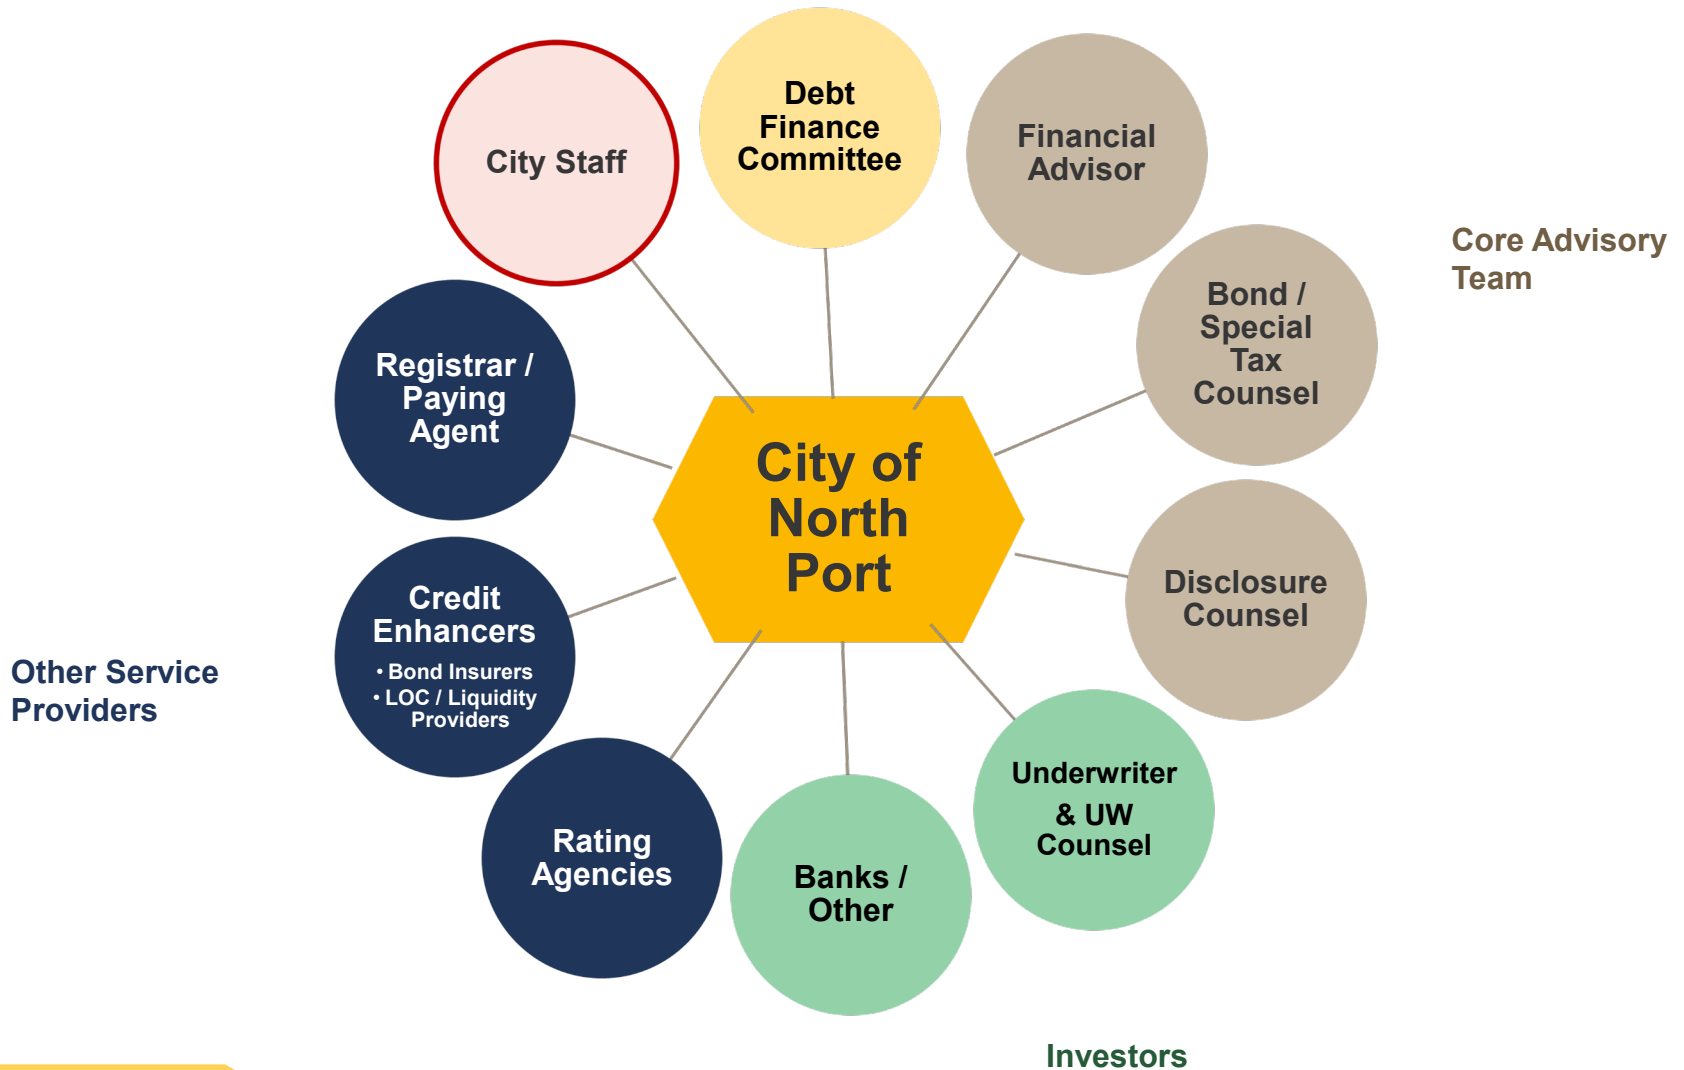 City Staff
Debt
Finance
Committee
Financial
Advisor
Core Advisory
Team
Bond /
Special
Tax
Counsel
Registrar /
Paying
Agent
City of
North
Port
Disclosure
Counsel
Credit
Enhancers
• Bond Insurers
• LOC / Liquidity
Providers
Other Service
Providers
Underwriter
& UW
Counsel
Rating
Agencies
Banks /
Other
Investors